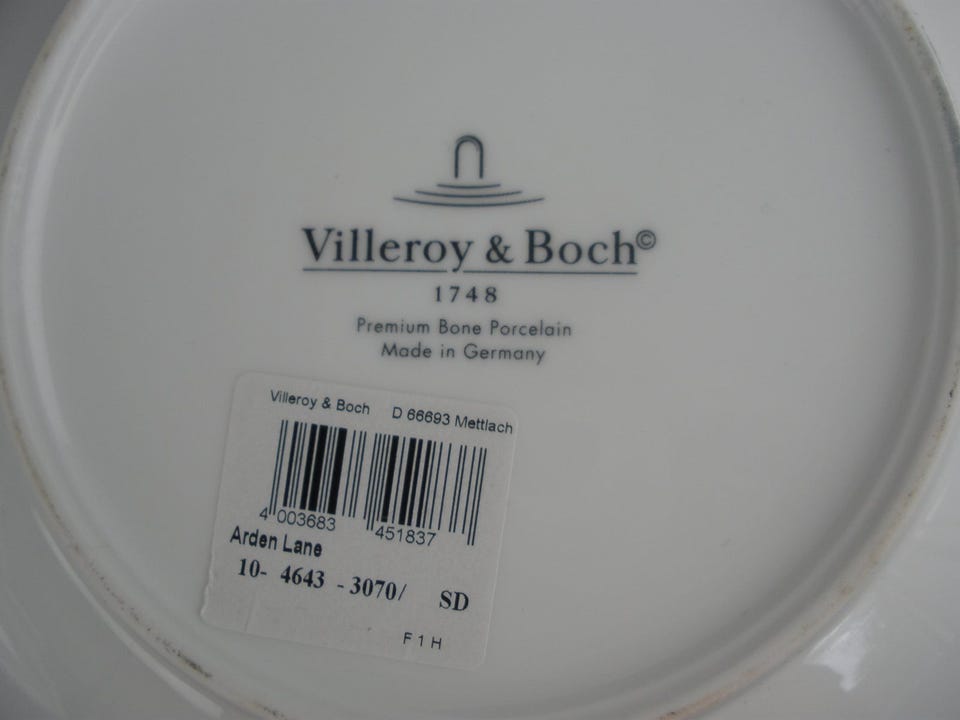 Villeroy & Boch©
1748
Premium Bone Porcelain
Made in Germany
Villeroy & Boch D 66693 Mettlach
4 003683 451837
Arden Lane
10- 4643 - 3070/ SD
F 1 H